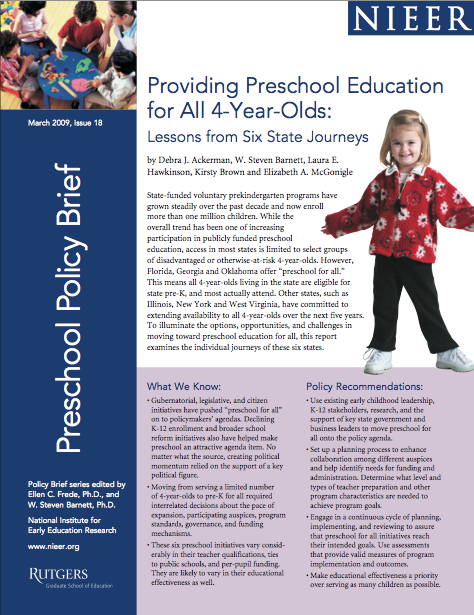 NIEER
March 2009, Issue 18
Preschool Policy Brief
Policy Brief series edited by
Ellen C. Frede, Ph.D., and
W. Steven Barnett, Ph.D.
National Institute for
Early Education Research
www.nieer.org
RUTGERS
Graduate School of Education
Providing Preschool Education
for All 4-Year-Olds:
Lessons from Six State Journeys
by Debra J. Ackerman, W. Steven Barnett, Laura E.
Hawkinson, Kirsty Brown and Elizabeth A. McGonigle
State-funded voluntary prekindergarten programs have
grown steadily over the past decade and now enroll
more than one million children. While the
overall trend has been one of increasing
participation in publicly funded preschool
education, access in most states is limited to select groups
of disadvantaged or otherwise-at-risk 4-year-olds. However,
Florida, Georgia and Oklahoma offer “preschool for all.”
This means all 4-year-olds living in the state are eligible for
state pre-K, and most actually attend. Other states, such as
Illinois, New York and West Virginia, have committed to
extending availability to all 4-year-olds over the next five years.
To illuminate the options, opportunities, and challenges in
moving toward preschool education for all, this report
examines the individual journeys of these six states.
What We Know:
• Gubernatorial, legislative, and citizen
initiatives have pushed “preschool for all”
on to policymakers’ agendas. Declining
K-12 enrollment and broader school
reform initiatives also have helped make
preschool an attractive agenda item. No
matter what the source, creating political
momentum relied on the support of a key
political figure.
• Moving from serving a limited number
of 4-year-olds to pre-K for all required
interrelated decisions about the pace of
expansion, participating auspices, program
standards, governance, and funding
mechanisms.
• These six preschool initiatives vary consid-
erably in their teacher qualifications, ties
to public schools, and per-pupil funding.
They are likely to vary in their educational
effectiveness as well.
Policy Recommendations:
• Use existing early childhood leadership,
K-12 stakeholders, research, and the
support of key state government and
business leaders to move preschool for
all onto the policy agenda.
• Set up a planning process to enhance
collaboration among different auspices
and help identify needs for funding and
administration. Determine what level and
types of teacher preparation and other
program characteristics are needed to
achieve program goals.
• Engage in a continuous cycle of planning,
implementing, and reviewing to assure
that preschool for all initiatives reach
their intended goals. Use assessments
that provide valid measures of program
implementation and outcomes.
• Make educational effectiveness a priority
over serving as many children as possible.